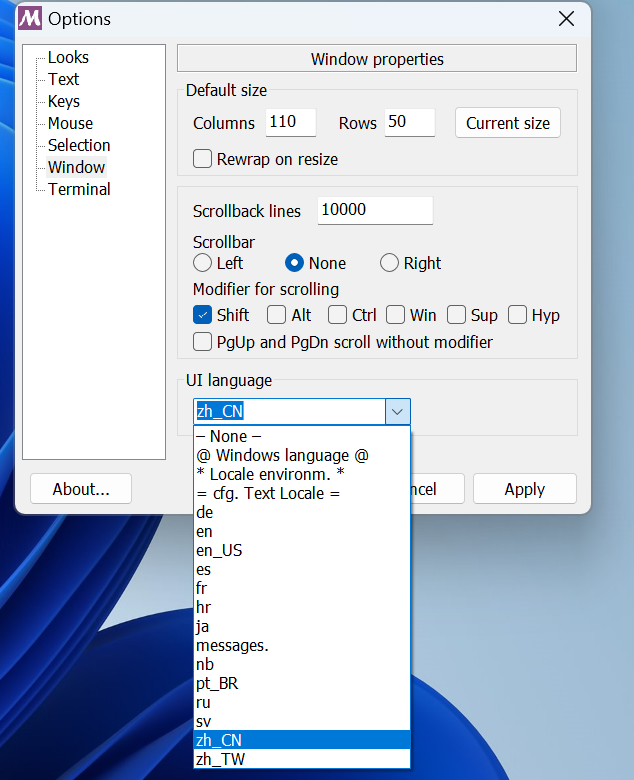 Options
Looks
Text
Keys
Mouse
Selection
Window
Terminal
Window properties
Default size
Columns 110 Rows 50 Current size
Rewrap on resize
Scrollback lines 10000
Scrollbar
Left None Right
Modifier for scrolling
Shift Alt Ctrl Win Sup Hyp
PgUp and PgDn scroll without modifier
UI language
zh_CN
– None –
@ Windows language @
* Locale environm. *
= cfg. Text Locale =
de
en
en_US
es
fr
hr
ja
messages.
nb
pt_BR
ru
sv
zh_CN
zh_TW
About... ncel Apply